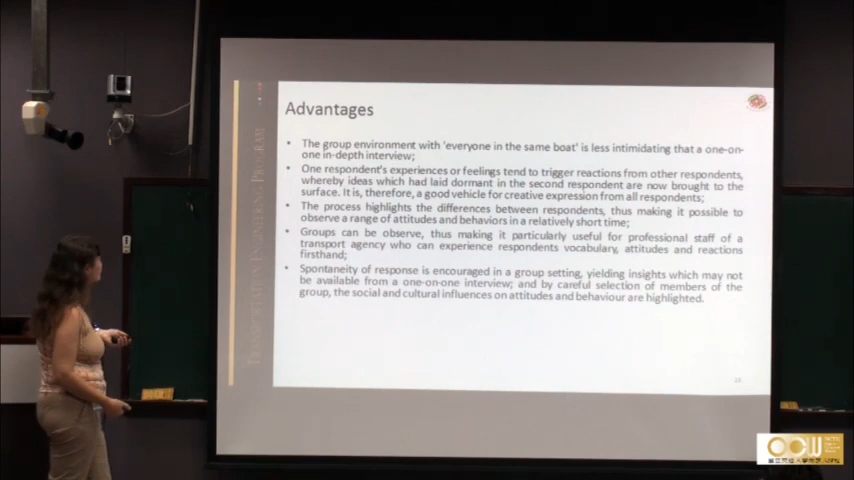 Advantages
• The group environment with 'everyone in the same boat' is less intimidating that a one-on-
one in-depth interview;
• One respondent's experiences or feelings tend to trigger reactions from other respondents,
whereby ideas which had laid dormant in the second respondent are now brought to the
surface. It is, therefore, a good vehicle for creative expression from all respondents;
• The process highlights the differences between respondents, thus making it possible to
observe a range of attitudes and behaviors in a relatively short time;
• Groups can be observe, thus making it particularly useful for professional staff of a
transport agency who can experience respondents vocabulary, attitudes and reactions
firsthand;
• Spontaneity of response is encouraged in a group setting, yielding insights which may not
be available from a one-on-one interview; and by careful selection of members of the
group, the social and cultural influences on attitudes and behaviour are highlighted.
TRANSPORTATION ENGINEERING PROGRAM
OCW
NCTU